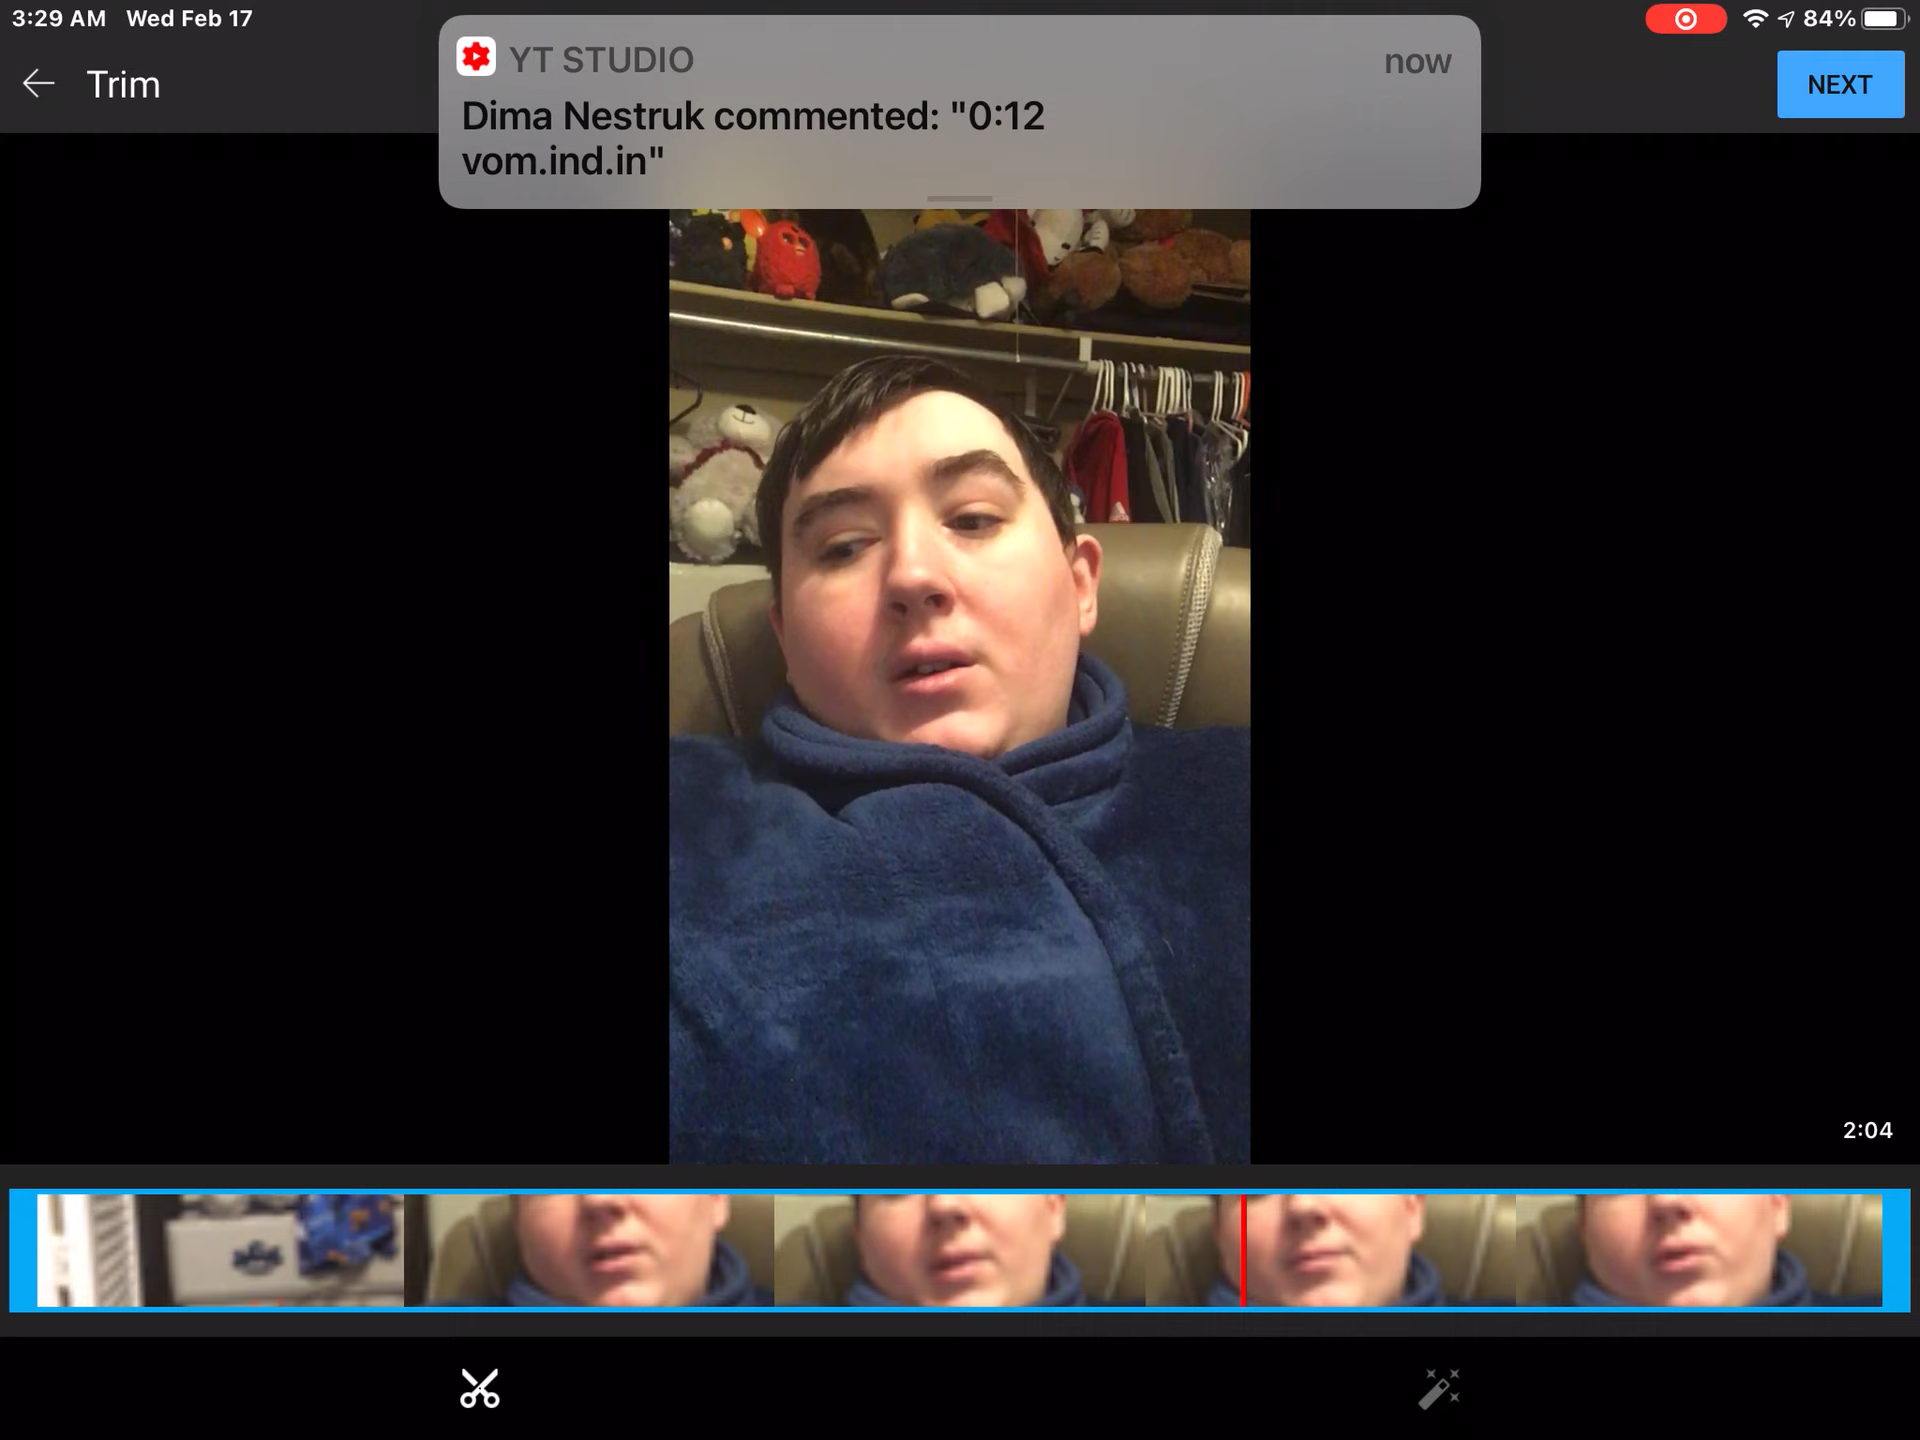 3:29 AM Wed Feb 17
84%
Trim
YT STUDIO
now
Dima Nestruk commented: "0:12
vom.ind.in"
NEXT
2:04